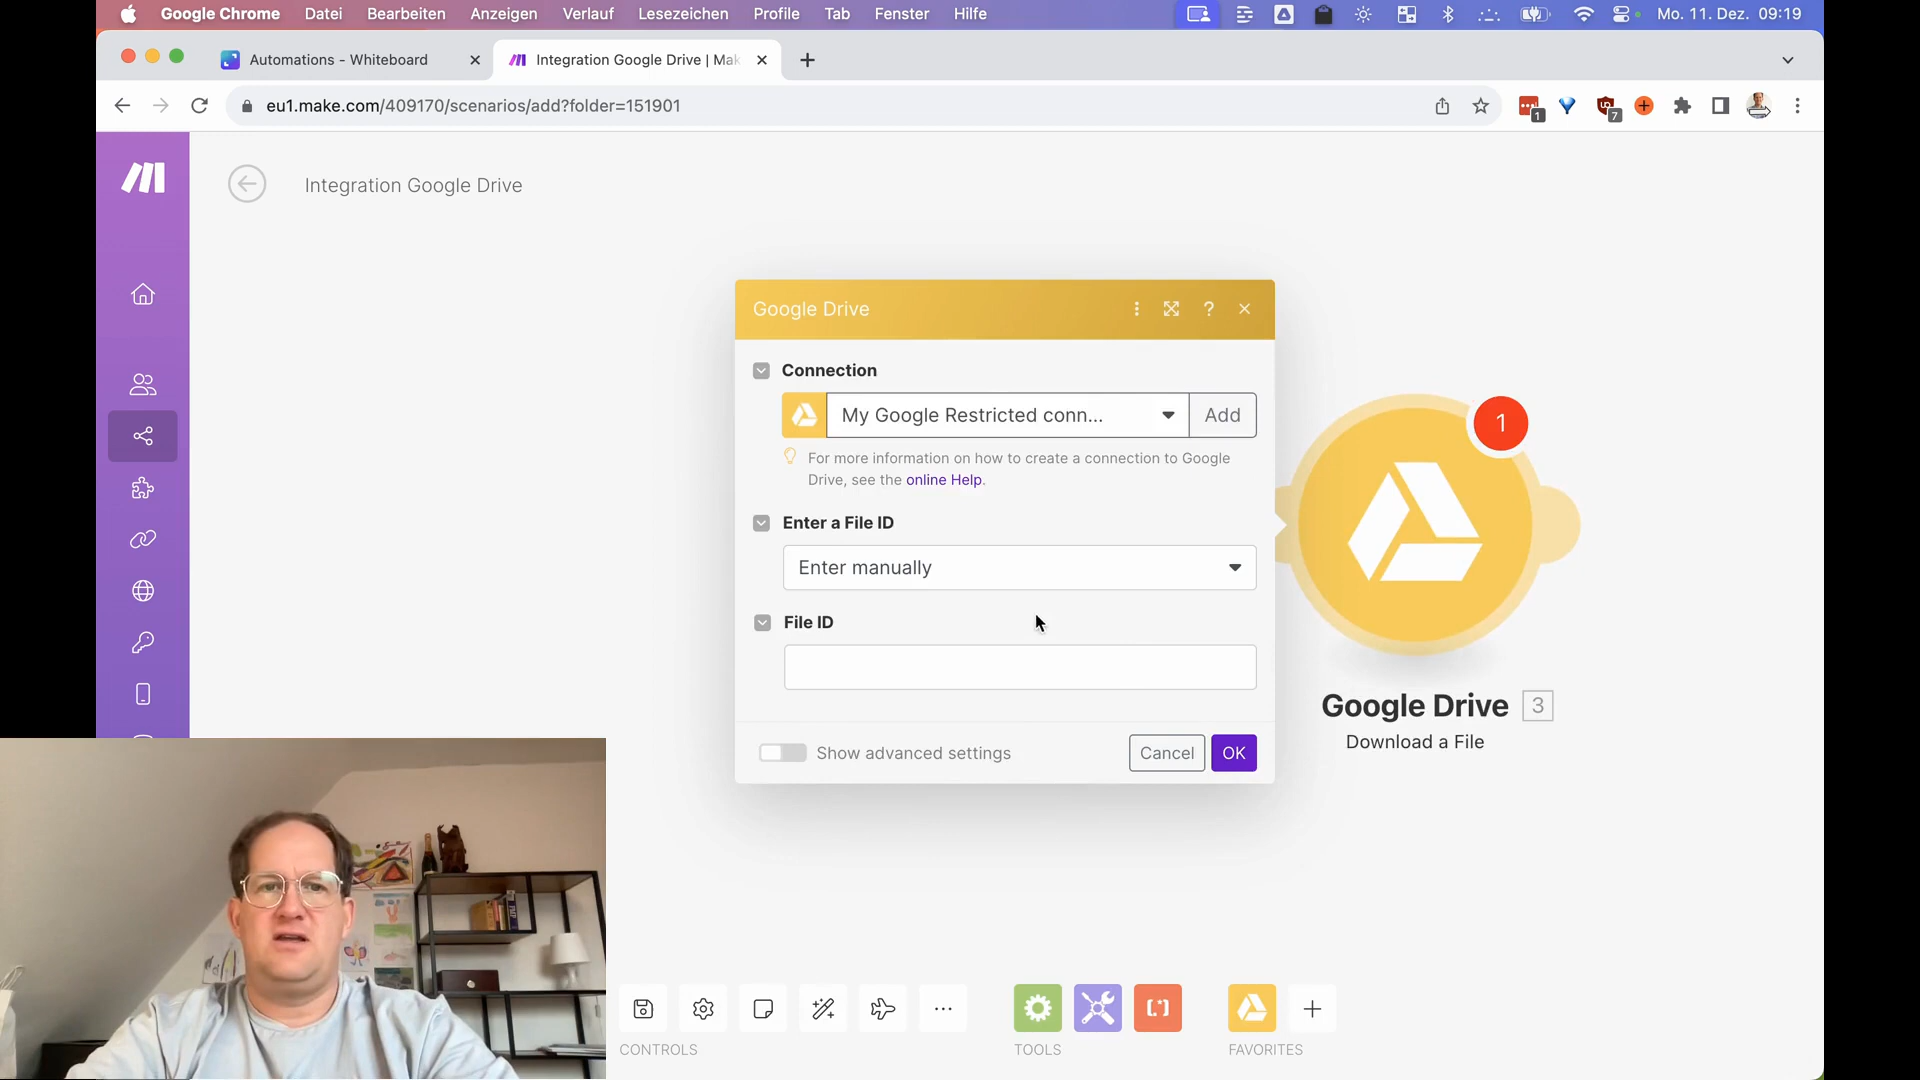 Google Chrome Datei Bearbeiten Anzeigen Verlauf Lesezeichen Profile Tab Fenster Hilfe Mo. 11. Dez. 09:19
Automations - Whiteboard
Integration Google Drive | Mak
eu1.make.com/409170/scenarios/add?folder=151901
1
7
Integration Google Drive
Google Drive
?
Connection
My Google Restricted conn...
Add
For more information on how to create a connection to Google
Drive, see the online Help.
Enter a File ID
Enter manually
File ID
Show advanced settings
Cancel
OK
1
Google Drive 3
Download a File
CONTROLS
TOOLS
FAVORITES